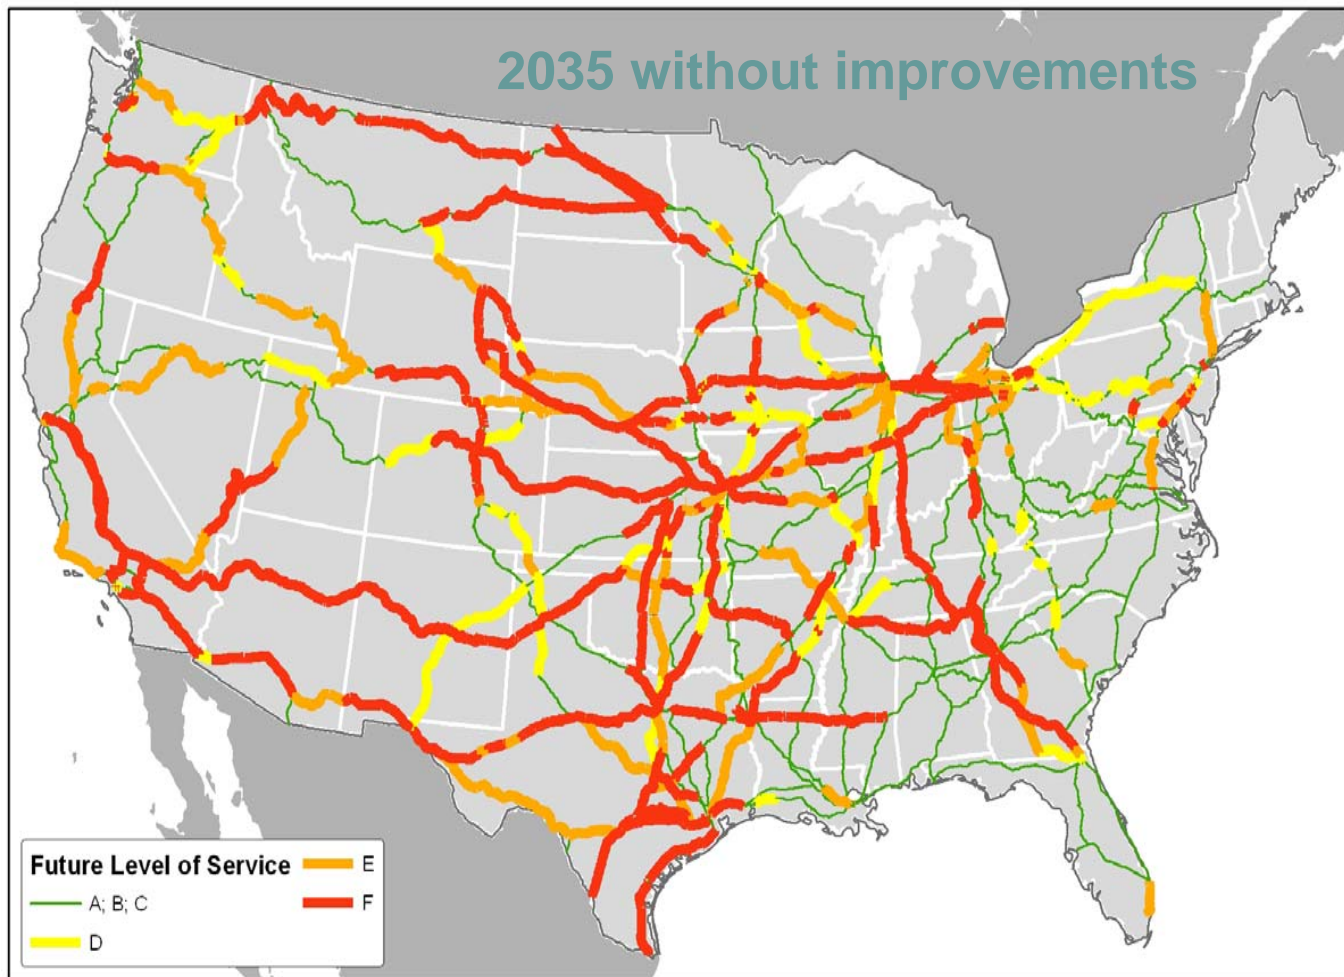 2035 without improvements
Future Level of Service
A; B; C
D
E
F